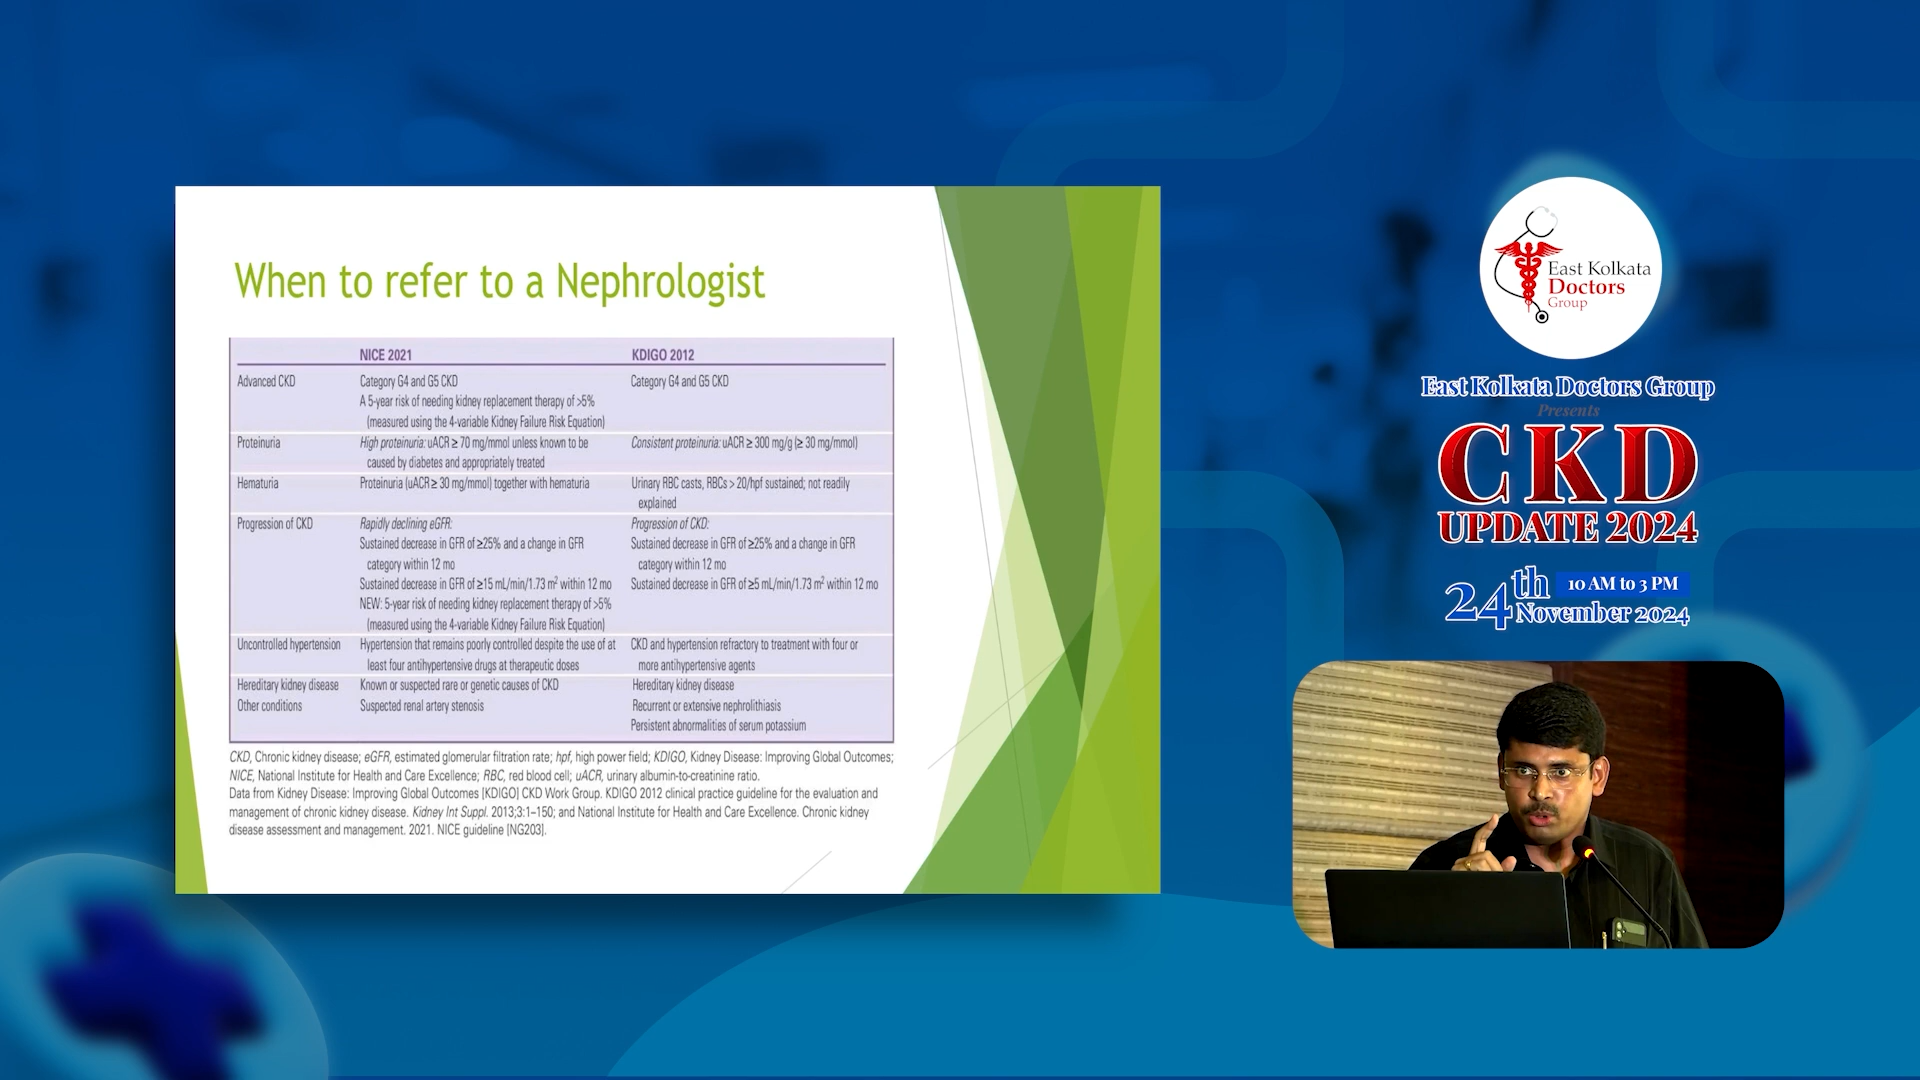 When to refer to a Nephrologist
NICE 2021 KDIGO 2012
Advanced CKD Category G4 and G5 CKD Category G4 and G5 CKD
A 5-year risk of needing kidney replacement therapy of >5%
(measured using the 4-variable Kidney Failure Risk Equation)
Proteinuria High proteinuria: uACR ≥ 70 mg/mmol unless known to be Consistent proteinuria: uACR ≥ 300 mg/g (≥ 30 mg/mmol)
caused by diabetes and appropriately treated
Hematuria Proteinuria (uACR ≥ 30 mg/mmol) together with hematuria Urinary RBC casts, RBCs > 20/hpf sustained; not readily
explained
Progression of CKD Rapidly declining eGFR: Progression of CKD:
Sustained decrease in GFR of ≥25% and a change in GFR Sustained decrease in GFR of ≥25% and a change in GFR
category within 12 mo category within 12 mo
Sustained decrease in GFR of ≥15 mL/min/1.73 m² within 12 mo Sustained decrease in GFR of ≥5 mL/min/1.73 m² within 12 mo
NEW: 5-year risk of needing kidney replacement therapy of >5%
(measured using the 4-variable Kidney Failure Risk Equation)
Uncontrolled hypertension Hypertension that remains poorly controlled despite the use of at CKD and hypertension refractory to treatment with four or
least four antihypertensive drugs at therapeutic doses more antihypertensive agents
Hereditary kidney disease Known or suspected rare or genetic causes of CKD Hereditary kidney disease
Other conditions Suspected renal artery stenosis Recurrent or extensive nephrolithiasis
Persistent abnormalities of serum potassium
CKD, Chronic kidney disease; eGFR, estimated glomerular filtration rate; hpf, high power field; KDIGO, Kidney Disease: Improving Global Outcomes;
NICE, National Institute for Health and Care Excellence; RBC, red blood cell; uACR, urinary albumin-to-creatinine ratio.
Data from Kidney Disease: Improving Global Outcomes [KDIGO] CKD Work Group. KDIGO 2012 clinical practice guideline for the evaluation and
management of chronic kidney disease. Kidney Int Suppl. 2013;3:1–150; and National Institute for Health and Care Excellence. Chronic kidney
disease assessment and management. 2021. NICE guideline [NG203].
East Kolkata
Doctors
Group
East Kolkata Doctors Group
Presents
CKD
UPDATE 2024
24th 10 AM to 3 PM
November 2024